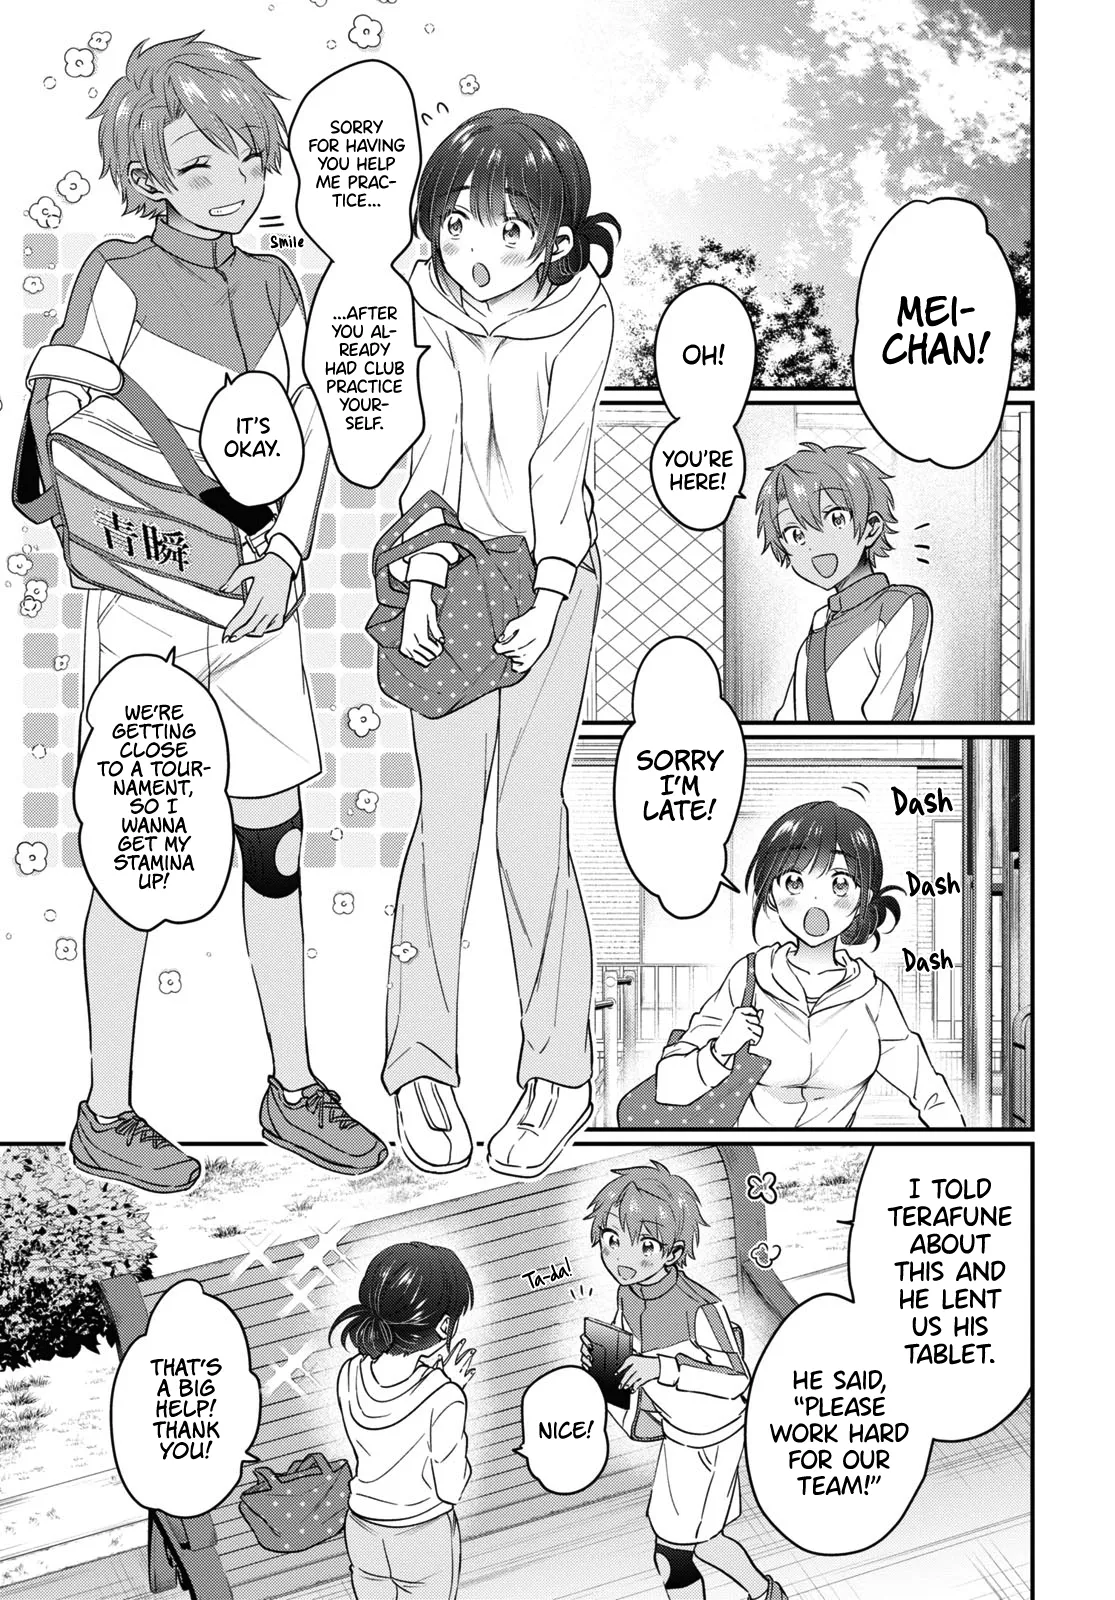 MEI-
CHAN!
OH!
YOU'RE
HERE!
SORRY
I'M
LATE!
Dash
Dash
Dash
SORRY
FOR HAVING
YOU HELP
ME PRAC-
TICE...
...AFTER
YOU AL-
READY
HAD CLUB
PRACTICE
YOUR-
SELF.
Smile
IT'S
OKAY.
青瞬
WE'RE
GETTING
CLOSE
TO A TOUR-
NAMENT,
SO I
WANNA
GET MY
STAMINA
UP!
I TOLD
TERAFUNE
ABOUT
THIS AND
HE LENT
US HIS
TABLET.
HE SAID,
"PLEASE
WORK HARD
FOR OUR
TEAM!"
Ta-da!
NICE!
THAT'S
A BIG
HELP!
THANK
YOU!